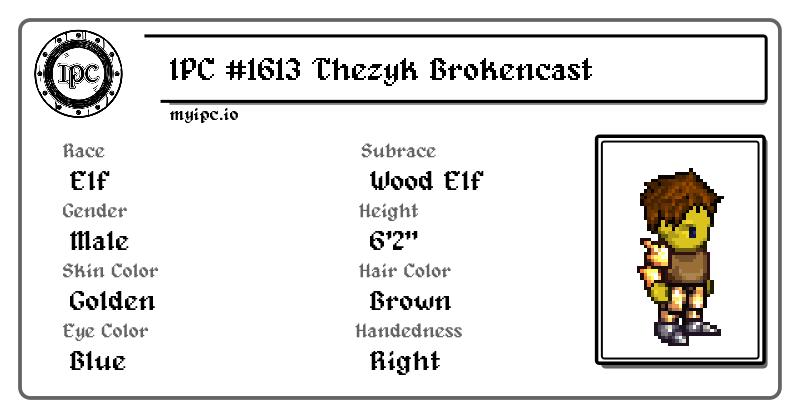 IPC
IPC #1613 Thezyk Brokencast
myipc.io
Race
Elf
Subrace
Wood Elf
Gender
Male
Height
6'2"
Skin Color
Golden
Hair Color
Brown
Eye Color
Blue
Handedness
Right